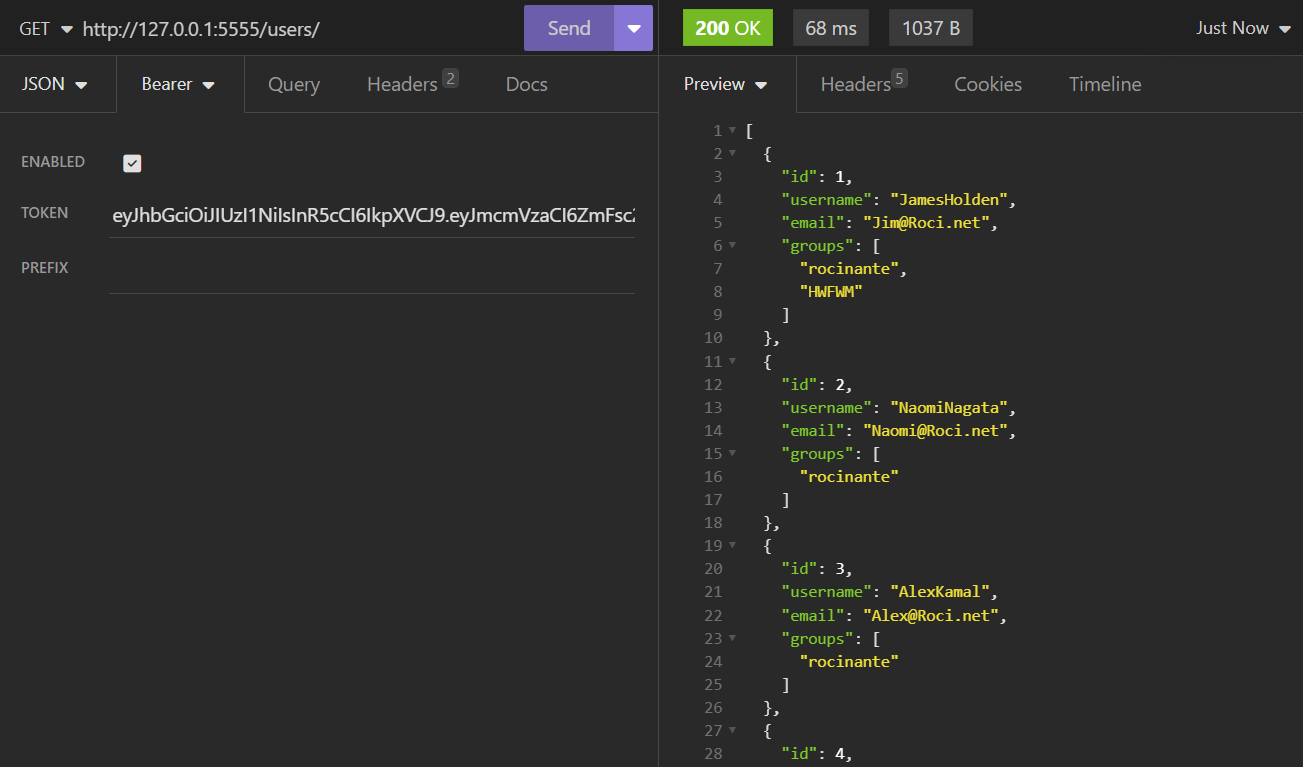 GET http://127.0.0.1:5555/users/ Send
JSON Bearer Query Headers 2 Docs
ENABLED
TOKEN eyJhbGciOiJIUzI1NiIsInR5cCI6IkpXVCJ9.eyJmcmVzaCI6ZmFsc2
PREFIX
200 OK 68 ms 1037 B Just Now
Preview Headers 5 Cookies Timeline
1 [
2 {
3 "id": 1,
4 "username": "JamesHolden",
5 "email": "Jim@Roci.net",
6 "groups": [
7 "rocinante",
8 "HWFWM"
9 ]
10 },
11 {
12 "id": 2,
13 "username": "NaomiNagata",
14 "email": "Naomi@Roci.net",
15 "groups": [
16 "rocinante"
17 ]
18 },
19 {
20 "id": 3,
21 "username": "AlexKamal",
22 "email": "Alex@Roci.net",
23 "groups": [
24 "rocinante"
25 ]
26 },
27 {
28 "id": 4,